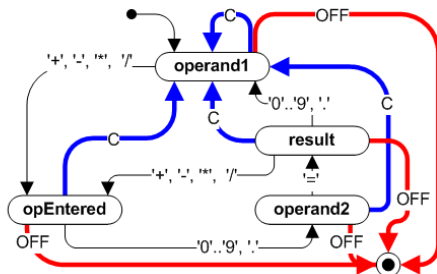 C
OFF
'+', '-', '*', '/'
operand1
'0'..'9', '.'
C
C
C
C
result
'+', '-', '*', '/'
'='
OFF
opEntered
operand2
OFF
OFF
'0'..'9', '.'